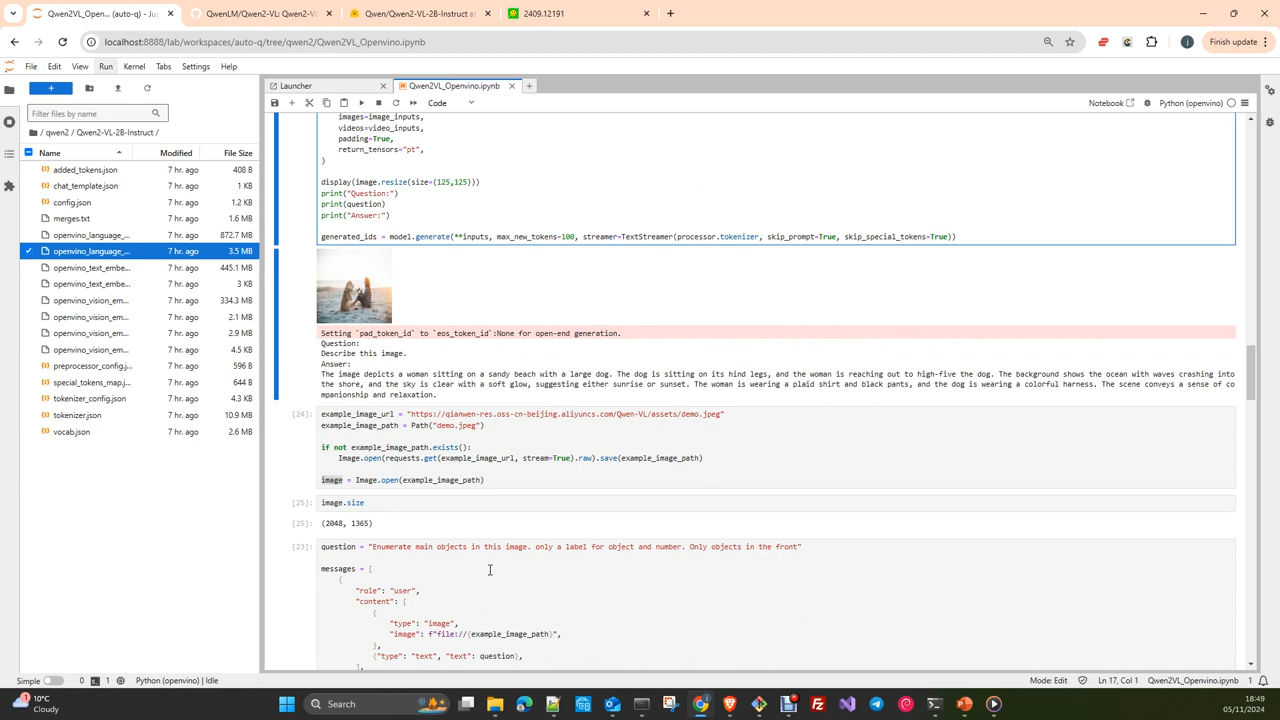 Qwen2VL_Open... (auto-q) - Jup
QwenLM/Qwen2-VL: Qwen2-VL
Qwen/Qwen2-VL-2B-Instruct at
2409.12191
localhost:8888/lab/workspaces/auto-q/tree/qwen2/Qwen2VL_Openvino.ipynb
Finish update
File Edit View Run Kernel Tabs Settings Help
Launcher
Qwen2VL_Openvino.ipynb
Code
Notebook
Python (openvino)
Filter files by name
/ qwen2 / Qwen2-VL-2B-Instruct /
Name Modified File Size
added_tokens.json 7 hr. ago 408 B
chat_template.json 7 hr. ago 1 KB
config.json 7 hr. ago 1.2 KB
merges.txt 7 hr. ago 1.6 MB
openvino_language_... 7 hr. ago 872.7 MB
openvino_language_... 7 hr. ago 3.5 MB
openvino_text_embe... 7 hr. ago 445.1 MB
openvino_text_embe... 7 hr. ago 3 KB
openvino_vision_em... 7 hr. ago 334.3 MB
openvino_vision_em... 7 hr. ago 2.1 MB
openvino_vision_em... 7 hr. ago 2.9 MB
openvino_vision_em... 7 hr. ago 4.5 KB
preprocessor_config.j... 7 hr. ago 596 B
special_tokens_map.j... 7 hr. ago 644 B
tokenizer_config.json 7 hr. ago 4.3 KB
tokenizer.json 7 hr. ago 10.9 MB
vocab.json 7 hr. ago 2.6 MB
images=image_inputs,
videos=video_inputs,
padding=True,
return_tensors="pt",
)
display(image.resize(size=(125,125)))
print("Question:")
print(question)
print("Answer:")
generated_ids = model.generate(**inputs, max_new_tokens=100, streamer=TextStreamer(processor.tokenizer, skip_prompt=True, skip_special_tokens=True))
Setting `pad_token_id` to `eos_token_id`:None for open-end generation.
Question:
Describe this image.
Answer:
The image depicts a woman sitting on a sandy beach with a large dog. The dog is sitting on its hind legs, and the woman is reaching out to high-five the dog. The background shows the ocean with waves crashing into
the shore, and the sky is clear with a soft glow, suggesting either sunrise or sunset. The woman is wearing a plaid shirt and black pants, and the dog is wearing a colorful harness. The scene conveys a sense of co
mpanionship and relaxation.
[24]: example_image_url = "https://qianwen-res.oss-cn-beijing.aliyuncs.com/Qwen-VL/assets/demo.jpeg"
example_image_path = Path("demo.jpeg")
if not example_image_path.exists():
Image.open(requests.get(example_image_url, stream=True).raw).save(example_image_path)
image = Image.open(example_image_path)
[25]: image.size
[25]: (2048, 1365)
[23]: question = "Enumerate main objects in this image. only a label for object and number. Only objects in the front"
messages = [
{
"role": "user",
"content": [
{
"type": "image",
"image": f"file://{example_image_path}",
},
{"type": "text", "text": question},
],
Simple 0 1 Python (openvino) | Idle
Mode: Edit Ln 17, Col 1 Qwen2VL_Openvino.ipynb 1
10°C
Cloudy
Search
18:49
05/11/2024